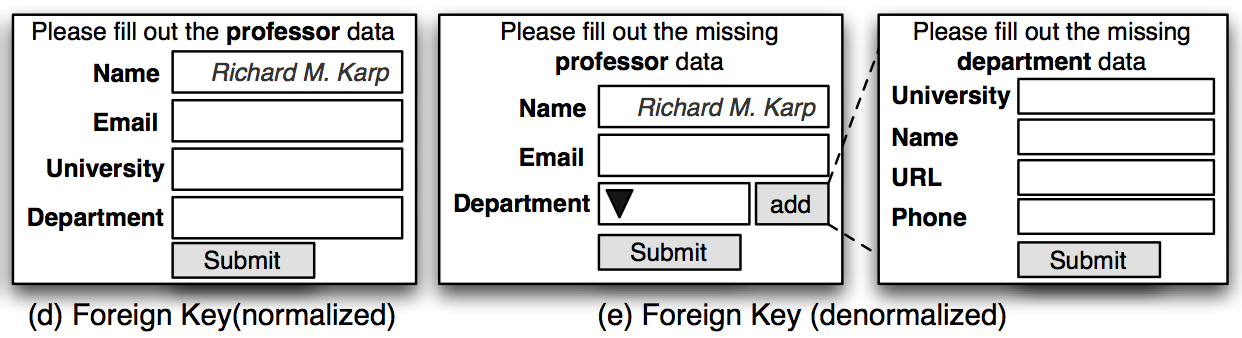 Please fill out the professor data
Name Richard M. Karp
Email
University
Department
Submit
(d) Foreign Key(normalized)
Please fill out the missing
professor data
Name Richard M. Karp
Email
Department add
Submit
Please fill out the missing
department data
University
Name
URL
Phone
Submit
(e) Foreign Key (denormalized)